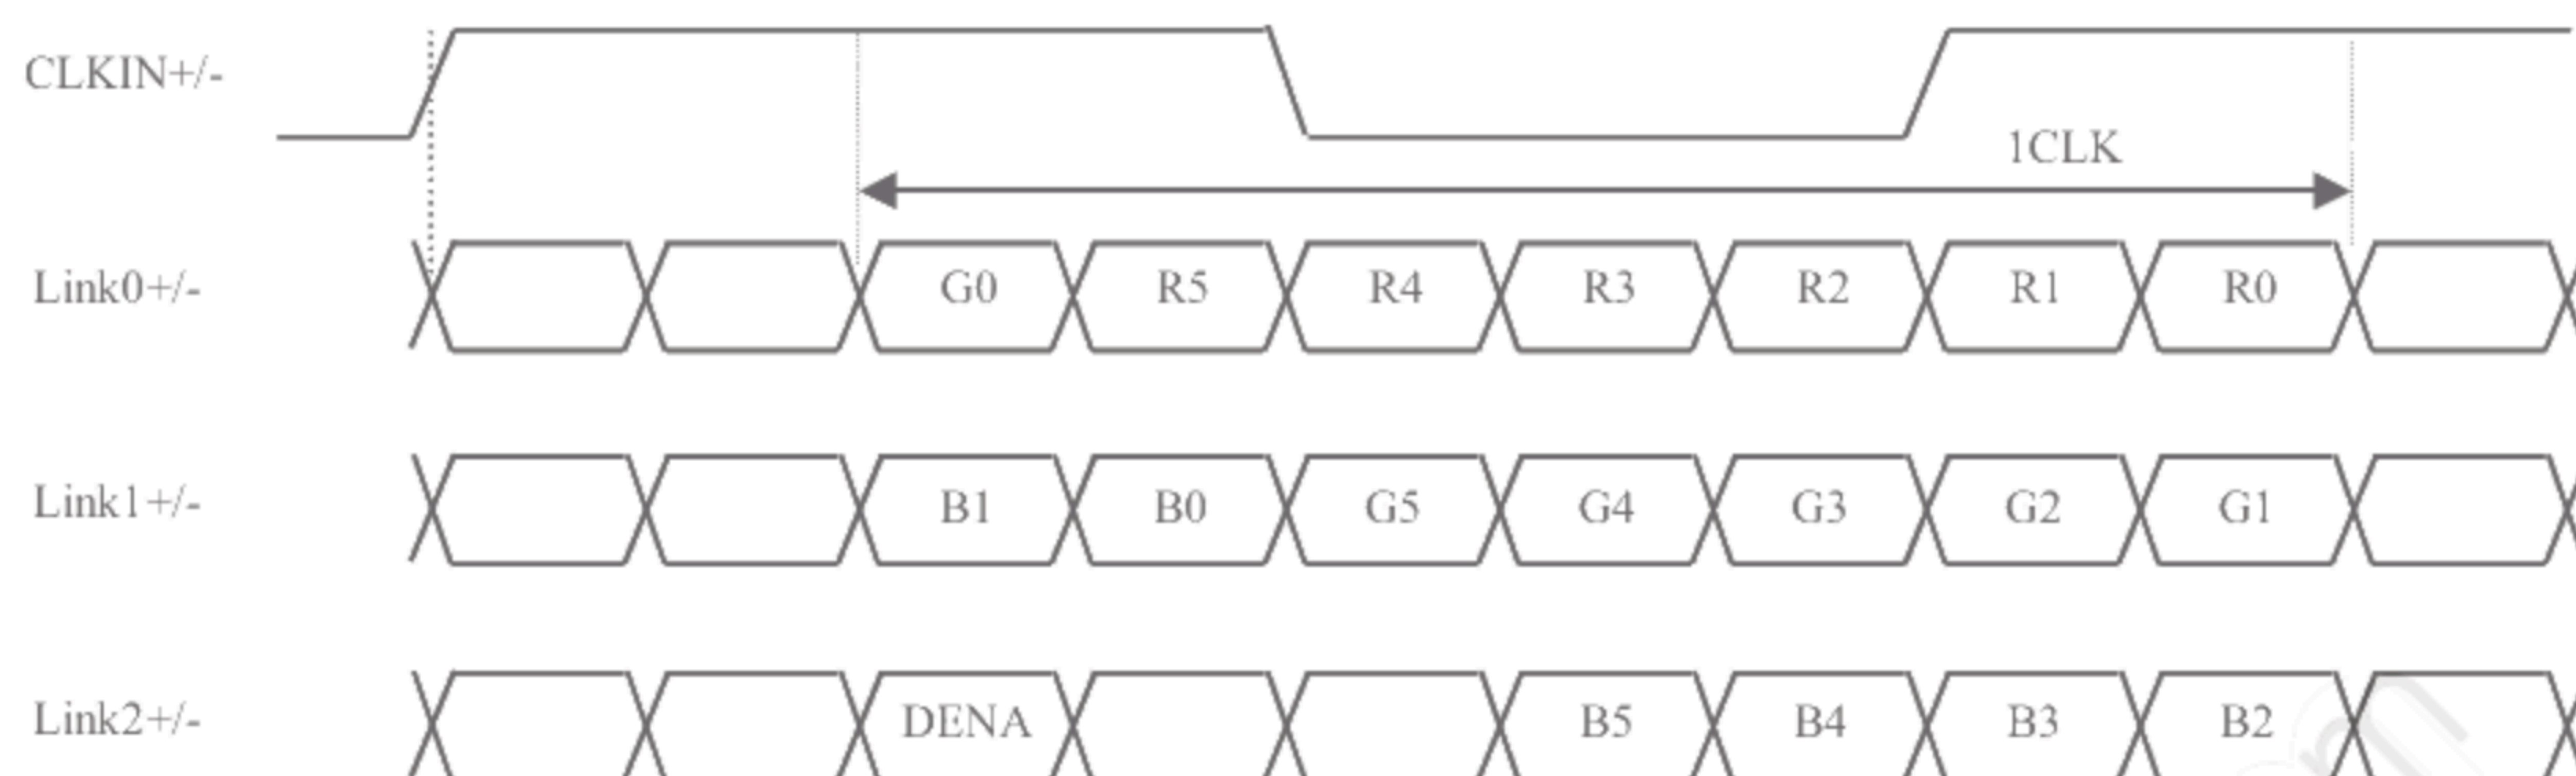 CLKIN+/-
1CLK
Link0+/- G0 R5 R4 R3 R2 R1 R0
Link1+/- B1 B0 G5 G4 G3 G2 G1
Link2+/- DENA B5 B4 B3 B2